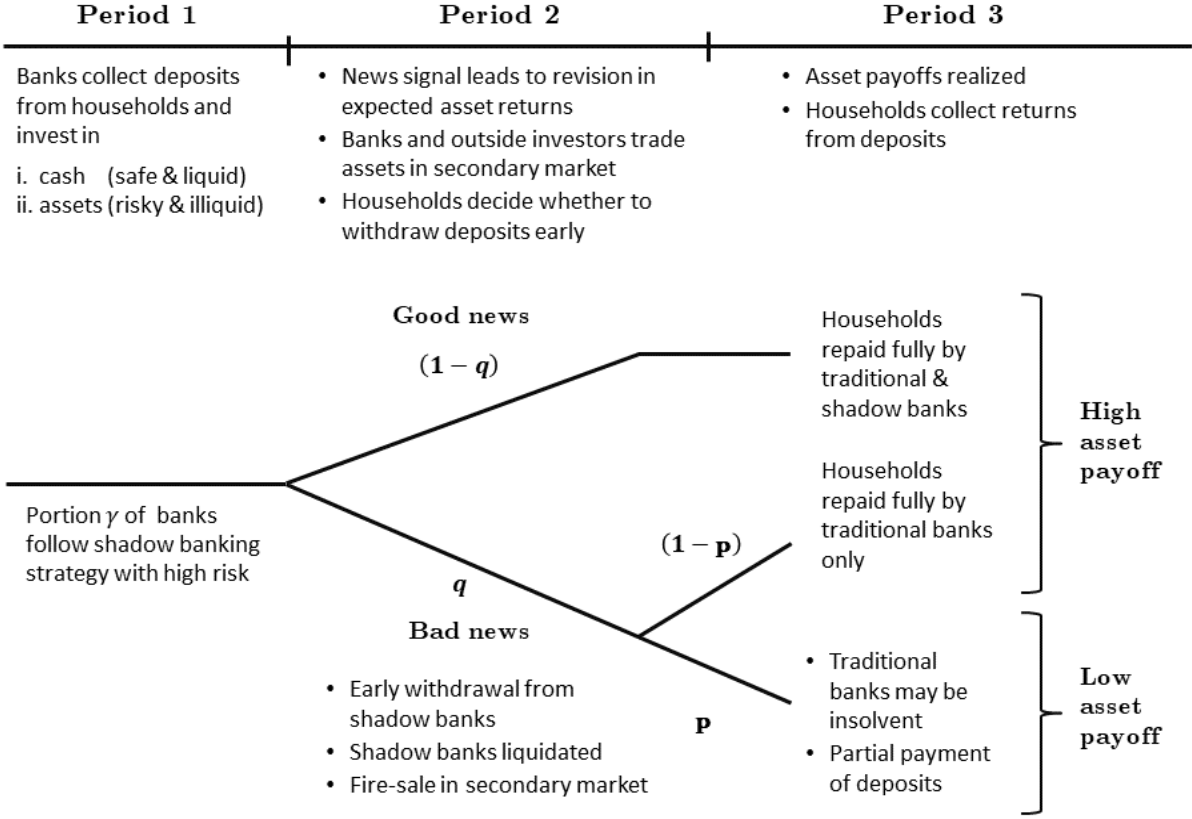 Period 1
Period 2
Period 3
Banks collect deposits
from households and
invest in
i. cash (safe & liquid)
ii. assets (risky & illiquid)
• News signal leads to revision in
expected asset returns
• Banks and outside investors trade
assets in secondary market
• Households decide whether to
withdraw deposits early
• Asset payoffs realized
• Households collect returns
from deposits
Good news
(1 − q)
Households
repaid fully by
traditional &
shadow banks
High
asset
payoff
Portion γ of banks
follow shadow banking
strategy with high risk
q
Bad news
(1 − p)
Households
repaid fully by
traditional banks
only
• Early withdrawal from
shadow banks
• Shadow banks liquidated
• Fire-sale in secondary market
p
• Traditional
banks may be
insolvent
• Partial payment
of deposits
Low
asset
payoff